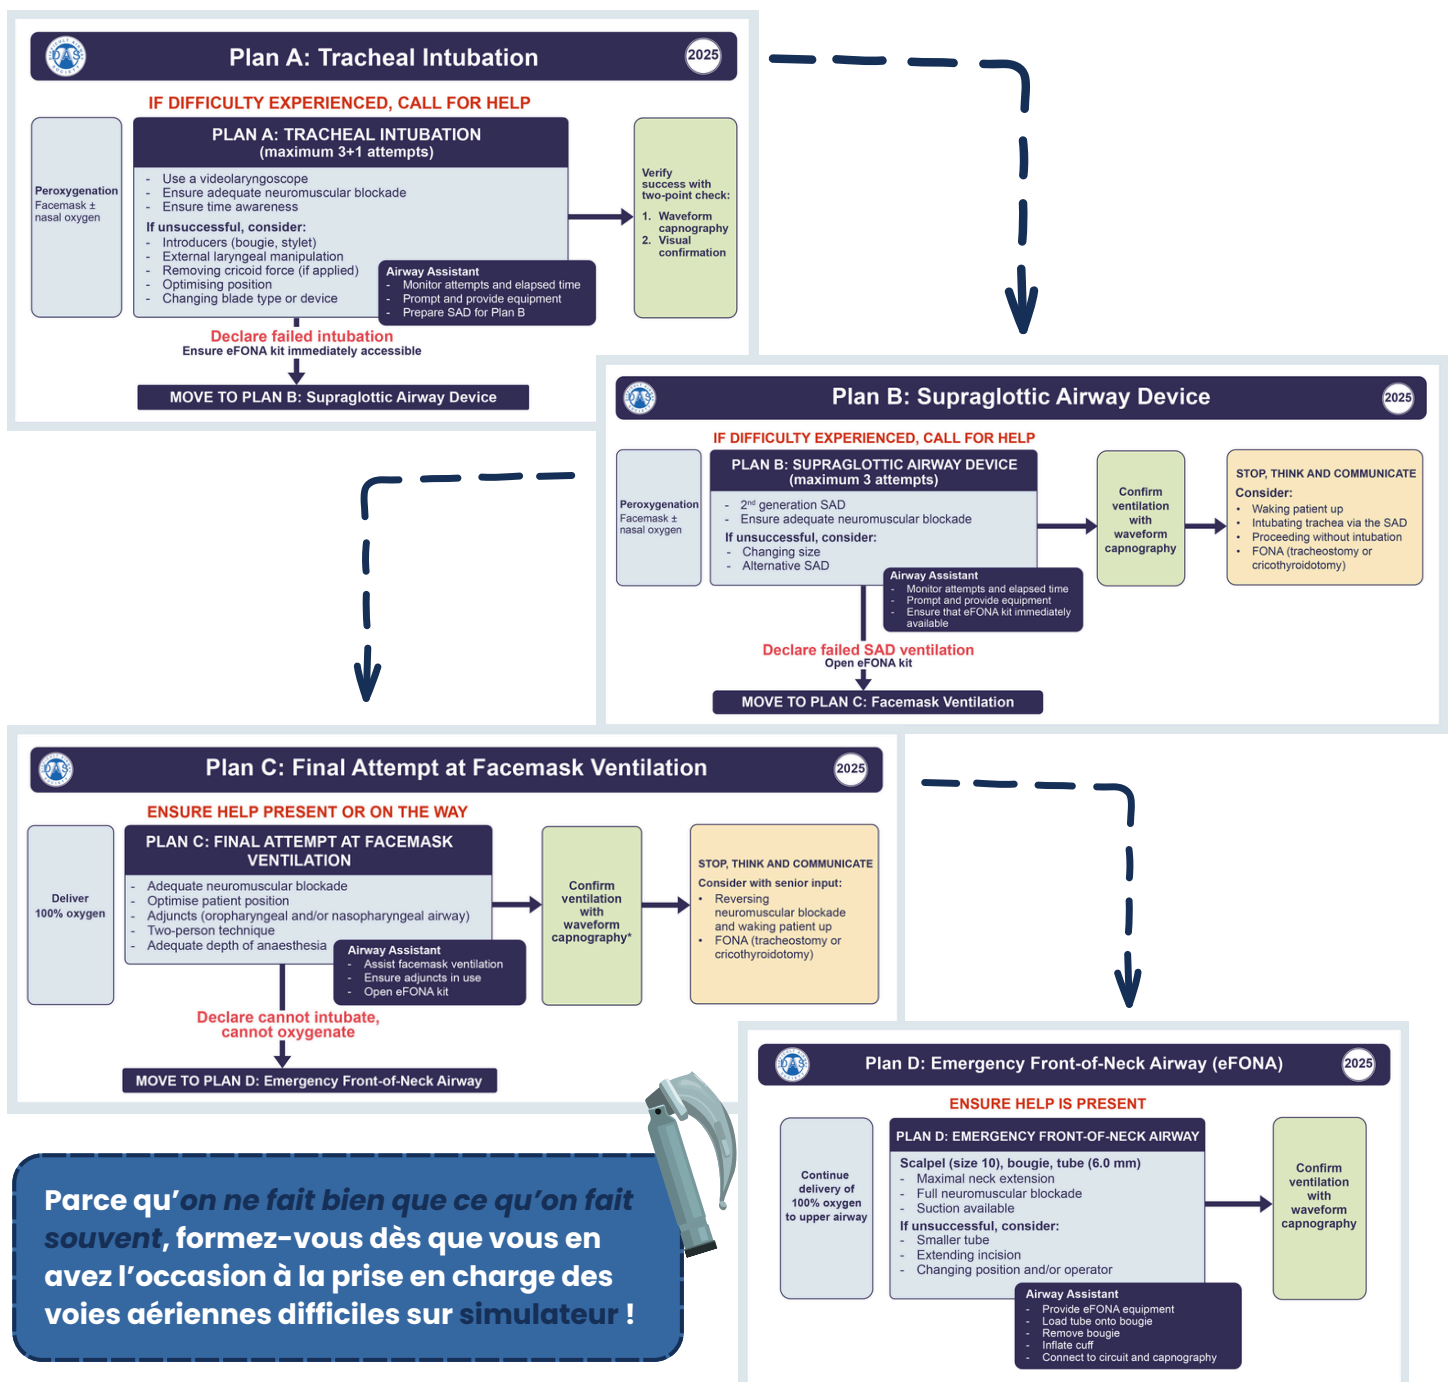 Plan A: Tracheal Intubation
2025
IF DIFFICULTY EXPERIENCED, CALL FOR HELP
Peroxygenation
Facemask ±
nasal oxygen
PLAN A: TRACHEAL INTUBATION
(maximum 3+1 attempts)
- Use a videolaryngoscope
- Ensure adequate neuromuscular blockade
- Ensure time awareness
If unsuccessful, consider:
- Introducers (bougie, stylet)
- External laryngeal manipulation
- Removing cricoid force (if applied)
- Optimising position
- Changing blade type or device
Airway Assistant
- Monitor attempts and elapsed time
- Prompt and provide equipment
- Prepare SAD for Plan B
Verify
success with
two-point check:
1. Waveform
capnography
2. Visual
confirmation
Declare failed intubation
Ensure eFONA kit immediately accessible
MOVE TO PLAN B: Supraglottic Airway Device
Plan B: Supraglottic Airway Device
2025
IF DIFFICULTY EXPERIENCED, CALL FOR HELP
Peroxygenation
Facemask ±
nasal oxygen
PLAN B: SUPRAGLOTTIC AIRWAY DEVICE
(maximum 3 attempts)
- 2nd generation SAD
- Ensure adequate neuromuscular blockade
If unsuccessful, consider:
- Changing size
- Alternative SAD
Airway Assistant
- Monitor attempts and elapsed time
- Prompt and provide equipment
- Ensure that eFONA kit immediately
available
Confirm
ventilation
with
waveform
capnography
STOP, THINK AND COMMUNICATE
Consider:
• Waking patient up
• Intubating trachea via the SAD
• Proceeding without intubation
• FONA (tracheostomy or
cricothyroidotomy)
Declare failed SAD ventilation
Open eFONA kit
MOVE TO PLAN C: Facemask Ventilation
Plan C: Final Attempt at Facemask Ventilation
2025
ENSURE HELP PRESENT OR ON THE WAY
Deliver
100% oxygen
PLAN C: FINAL ATTEMPT AT FACEMASK
VENTILATION
- Adequate neuromuscular blockade
- Optimise patient position
- Adjuncts (oropharyngeal and/or nasopharyngeal airway)
- Two-person technique
- Adequate depth of anaesthesia
Airway Assistant
- Assist facemask ventilation
- Ensure adjuncts in use
- Open eFONA kit
Confirm
ventilation
with
waveform
capnography*
STOP, THINK AND COMMUNICATE
Consider with senior input:
• Reversing
neuromuscular blockade
and waking patient up
• FONA (tracheostomy or
cricothyroidotomy)
Declare cannot intubate,
cannot oxygenate
MOVE TO PLAN D: Emergency Front-of-Neck Airway
Plan D: Emergency Front-of-Neck Airway (eFONA)
2025
ENSURE HELP IS PRESENT
Continue
delivery of
100% oxygen
to upper airway
PLAN D: EMERGENCY FRONT-OF-NECK AIRWAY
Scalpel (size 10), bougie, tube (6.0 mm)
- Maximal neck extension
- Full neuromuscular blockade
- Suction available
If unsuccessful, consider:
- Smaller tube
- Extending incision
- Changing position and/or operator
Airway Assistant
- Provide eFONA equipment
- Load tube onto bougie
- Remove bougie
- Inflate cuff
- Connect to circuit and capnography
Confirm
ventilation
with
waveform
capnography
Parce qu'on ne fait bien que ce qu'on fait
souvent, formez-vous dès que vous en
avez l'occasion à la prise en charge des
voies aériennes difficiles sur simulateur !